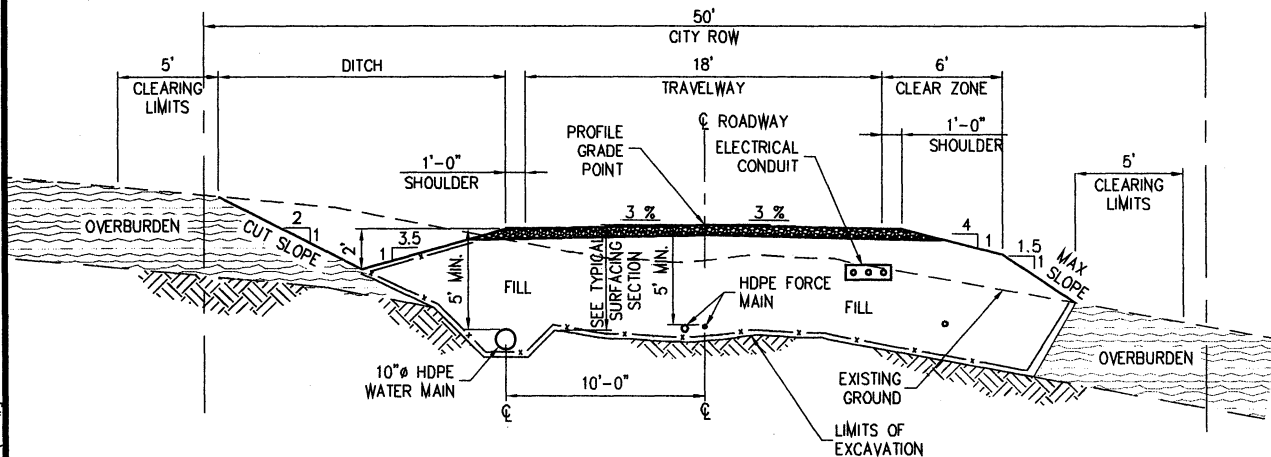 50'
CITY ROW
5'
CLEARING
LIMITS
DITCH
18'
TRAVELWAY
6'
CLEAR ZONE
℄ ROADWAY
PROFILE
GRADE
POINT
ELECTRICAL
CONDUIT
1'-0"
SHOULDER
1'-0"
SHOULDER
5'
CLEARING
LIMITS
OVERBURDEN
CUT SLOPE
2
1
2'
3.5
1
3 %
3 %
4
1
1.5
1
MAX
SLOPE
5' MIN.
FILL
SEE TYPICAL
SURFACING
SECTION
5' MIN.
HDPE FORCE
MAIN
FILL
10"ø HDPE
WATER MAIN
10'-0"
℄
℄
EXISTING
GROUND
LIMITS OF
EXCAVATION
OVERBURDEN